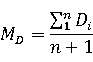 M_D = \frac{\sum_1^n D_i}{n + 1}